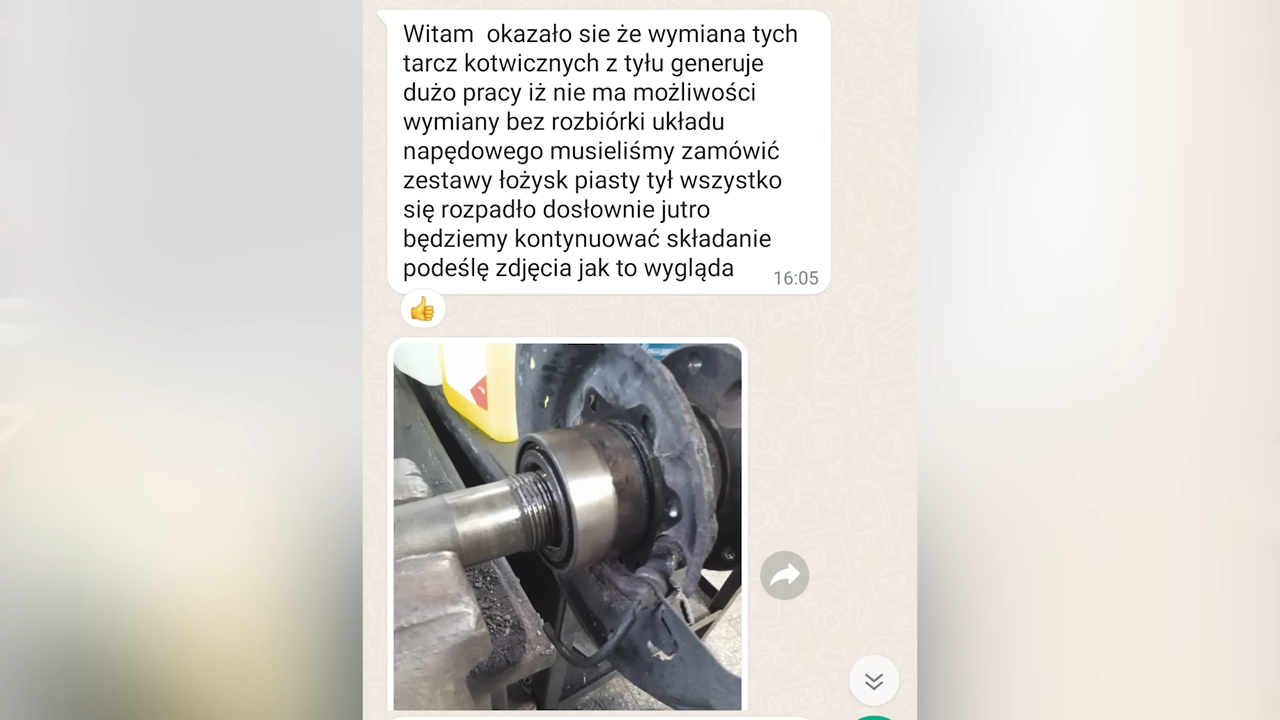 Witam  okazało sie że wymiana tych
tarcz kotwicznych z tyłu generuje
dużo pracy iż nie ma możliwości
wymiany bez rozbiórki układu
napędowego musieliśmy zamówić
zestawy łożysk piasty tył wszystko
się rozpadło dosłownie jutro
będziemy kontynuować składanie
podeślę zdjęcia jak to wygląda
16:05